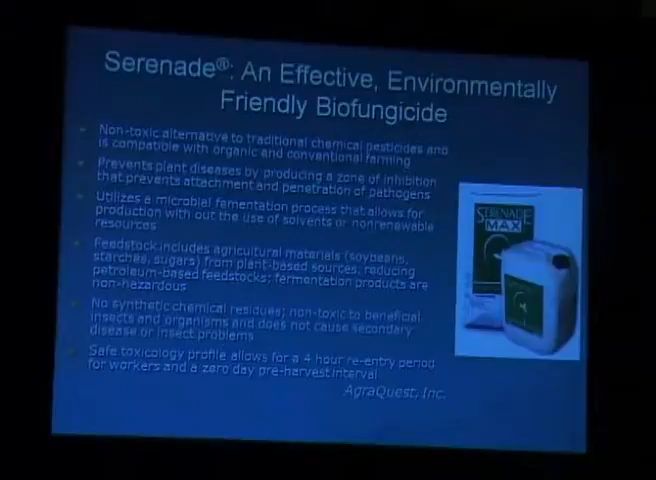 Serenade®: An Effective, Environmentally
Friendly Biofungicide
Non-toxic alternative to traditional chemical pesticides and
is compatible with organic and conventional farming
Prevents plant diseases by producing a zone of inhibition
that prevents attachment and penetration of pathogens
Utilizes a microbial fementation process that allows for
production with out the use of solvents or nonrenewable
resources
Feedstock includes agricultural materials (soybeans,
starches, sugars) from plant-based sources, reducing
petroleum-based feedstocks; fermentation products are
non-hazardous
No synthetic chemical residues; non-toxic to beneficial
insects and organisms and does not cause secondary
disease or insect problems
Safe toxicology profile allows for a 4 hour re-entry period
for workers and a zero day pre-harvest interval
AgraQuest, Inc.
SERENADE
MAX